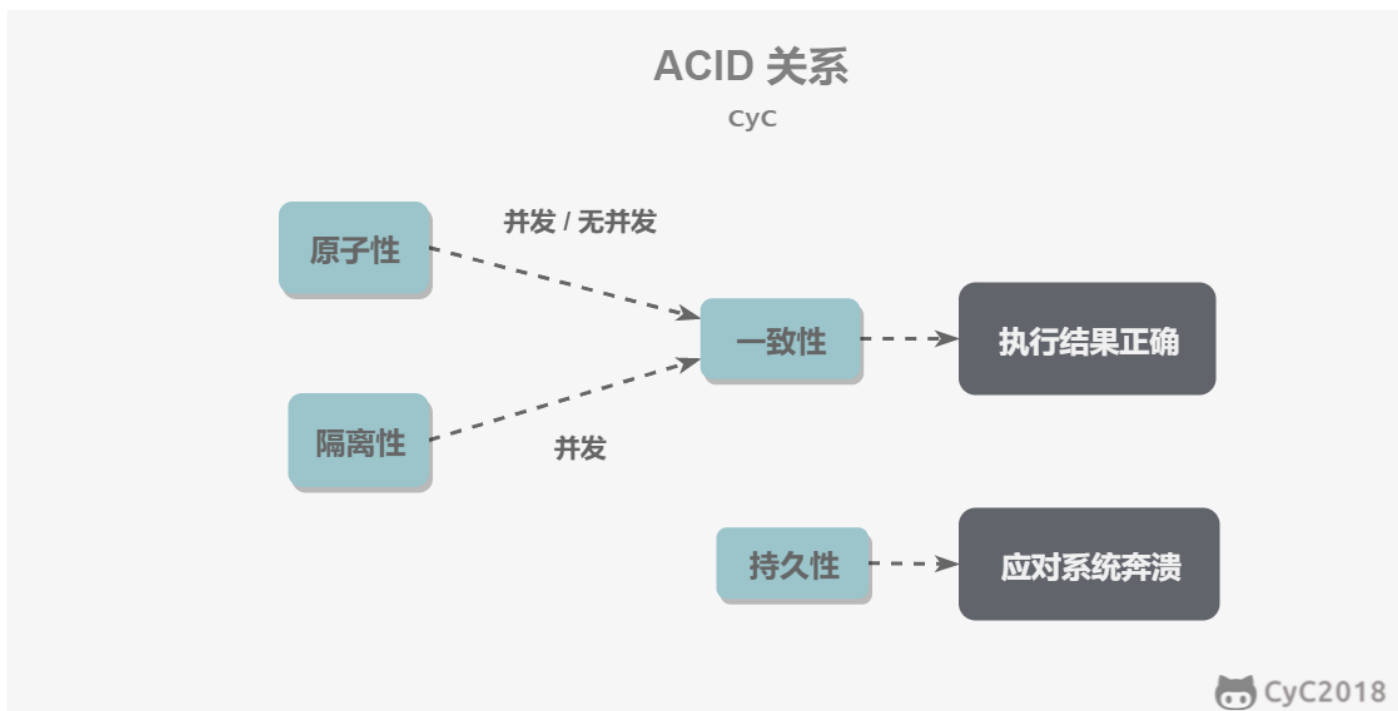 ACID 关系
CyC
并发 / 无并发
原子性
一致性
执行结果正确
隔离性
并发
持久性
应对系统奔溃
CyC2018